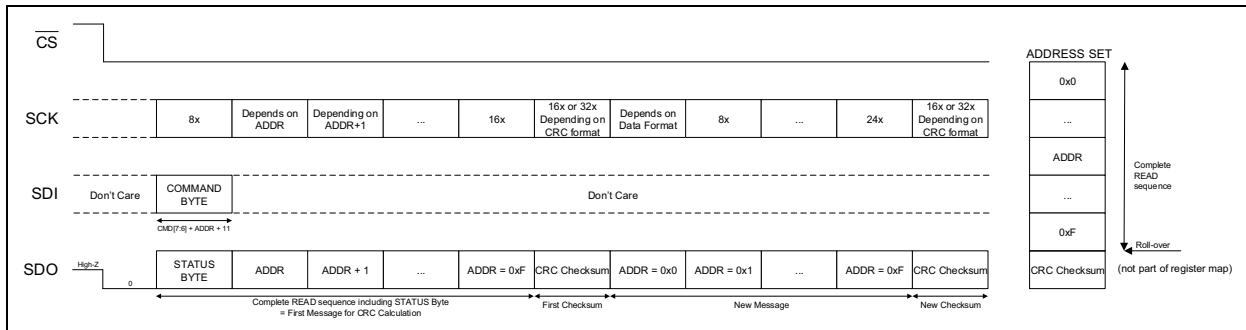 CS
SCK
8x
Depends on
ADDR
Depending on
ADDR+1
...
16x
16x or 32x
Depending on
CRC format
Depends on
Data Format
8x
...
24x
16x or 32x
Depending on
CRC format
SDI
Don't Care
COMMAND
BYTE
Don't Care
CMD[7:6] + ADDR + 11
SDO
High-Z
0
STATUS
BYTE
ADDR
ADDR + 1
...
ADDR = 0xF
CRC Checksum
ADDR = 0x0
ADDR = 0x1
...
ADDR = 0xF
CRC Checksum
Complete READ sequence including STATUS Byte
= First Message for CRC Calculation
First Checksum
New Message
New Checksum
ADDRESS SET
0x0
...
ADDR
...
0xF
CRC Checksum
Complete
READ
sequence
Roll-over
(not part of register map)